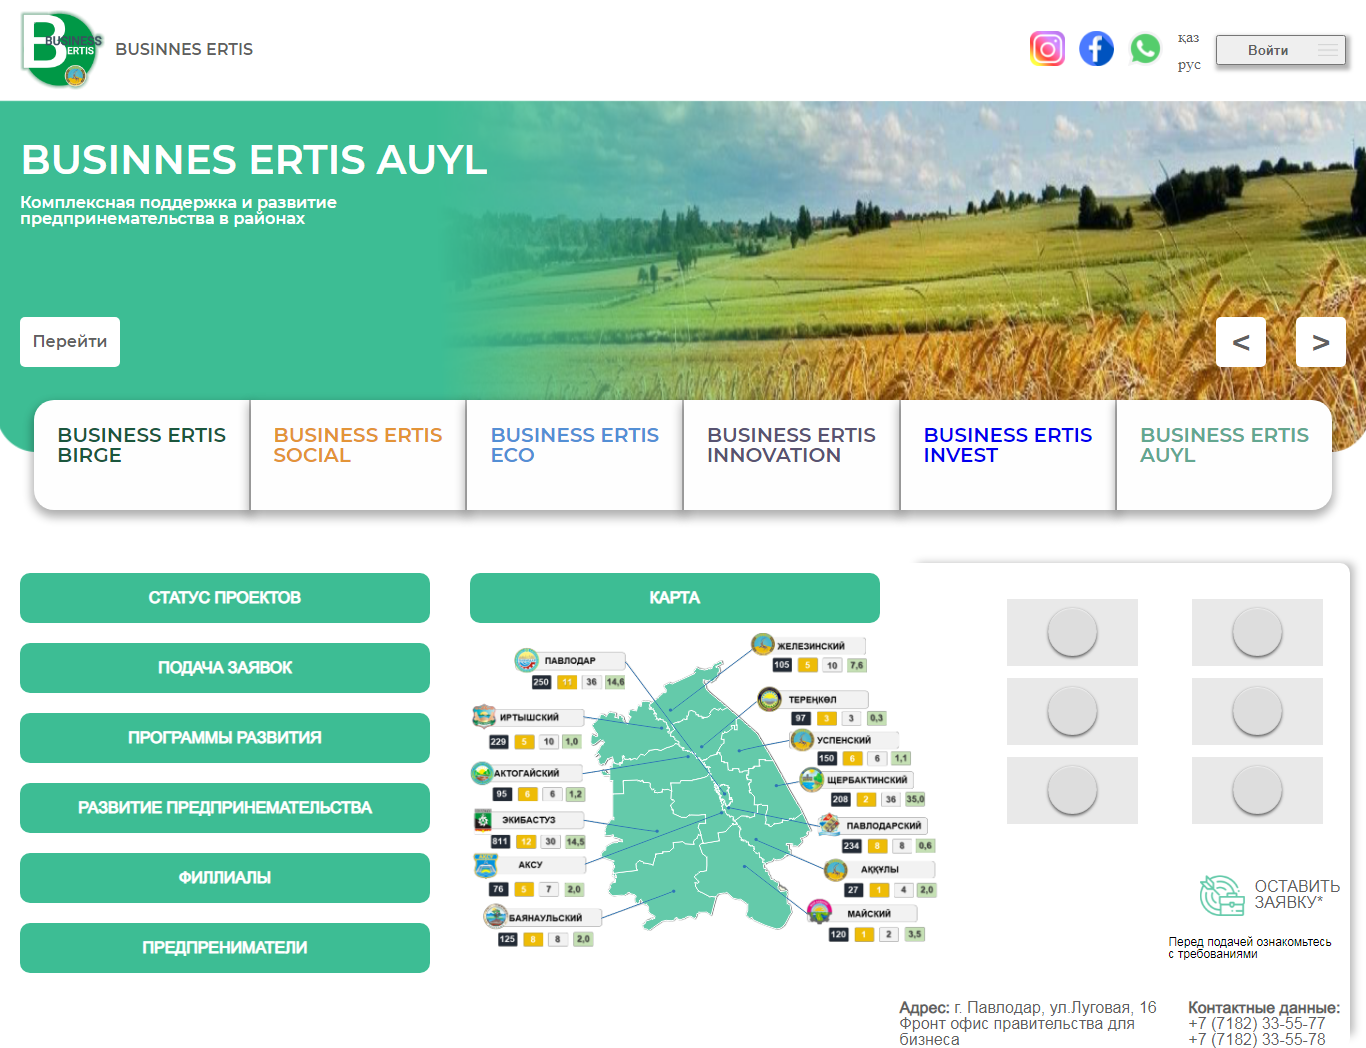 BUSINESS
ERTIS
BUSINNES ERTIS
қаз
рус
Войти
BUSINNES ERTIS AUYL
Комплексная поддержка и развитие
предпринемательства в районах
Перейти
<
>
BUSINESS ERTIS
BIRGE
BUSINESS ERTIS
SOCIAL
BUSINESS ERTIS
ECO
BUSINESS ERTIS
INNOVATION
BUSINESS ERTIS
INVEST
BUSINESS ERTIS
AUYL
СТАТУС ПРОЕКТОВ
ПОДАЧА ЗАЯВОК
ПРОГРАММЫ РАЗВИТИЯ
РАЗВИТИЕ ПРЕДПРИНЕМАТЕЛЬСТВА
ФИЛЛИАЛЫ
ПРЕДПРЕНИМАТЕЛИ
КАРТА
ПАВЛОДАР
250 11 36 14,6
ИРТЫШСКИЙ
229 5 10 1,0
АКТОГАЙСКИЙ
95 6 6 1,2
ЭКИБАСТУЗ
811 12 30 14,5
АКСУ
76 5 7 2,0
БАЯНАУЛЬСКИЙ
125 8 8 2,0
ЖЕЛЕЗИНСКИЙ
105 5 10 7,6
ТЕРЕҢКӨЛ
97 3 3 0,3
УСПЕНСКИЙ
150 6 6 1,1
ЩЕРБАКТИНСКИЙ
208 2 36 35,0
ПАВЛОДАРСКИЙ
234 8 8 0,6
АҚҚУЛЫ
27 1 4 2,0
МАЙСКИЙ
120 1 2 3,5
ОСТАВИТЬ
ЗАЯВКУ*
Перед подачей ознакомьтесь
с требованиями
Адрес: г. Павлодар, ул.Луговая, 16
Фронт офис правительства для
бизнеса
Контактные данные:
+7 (7182) 33-55-77
+7 (7182) 33-55-78